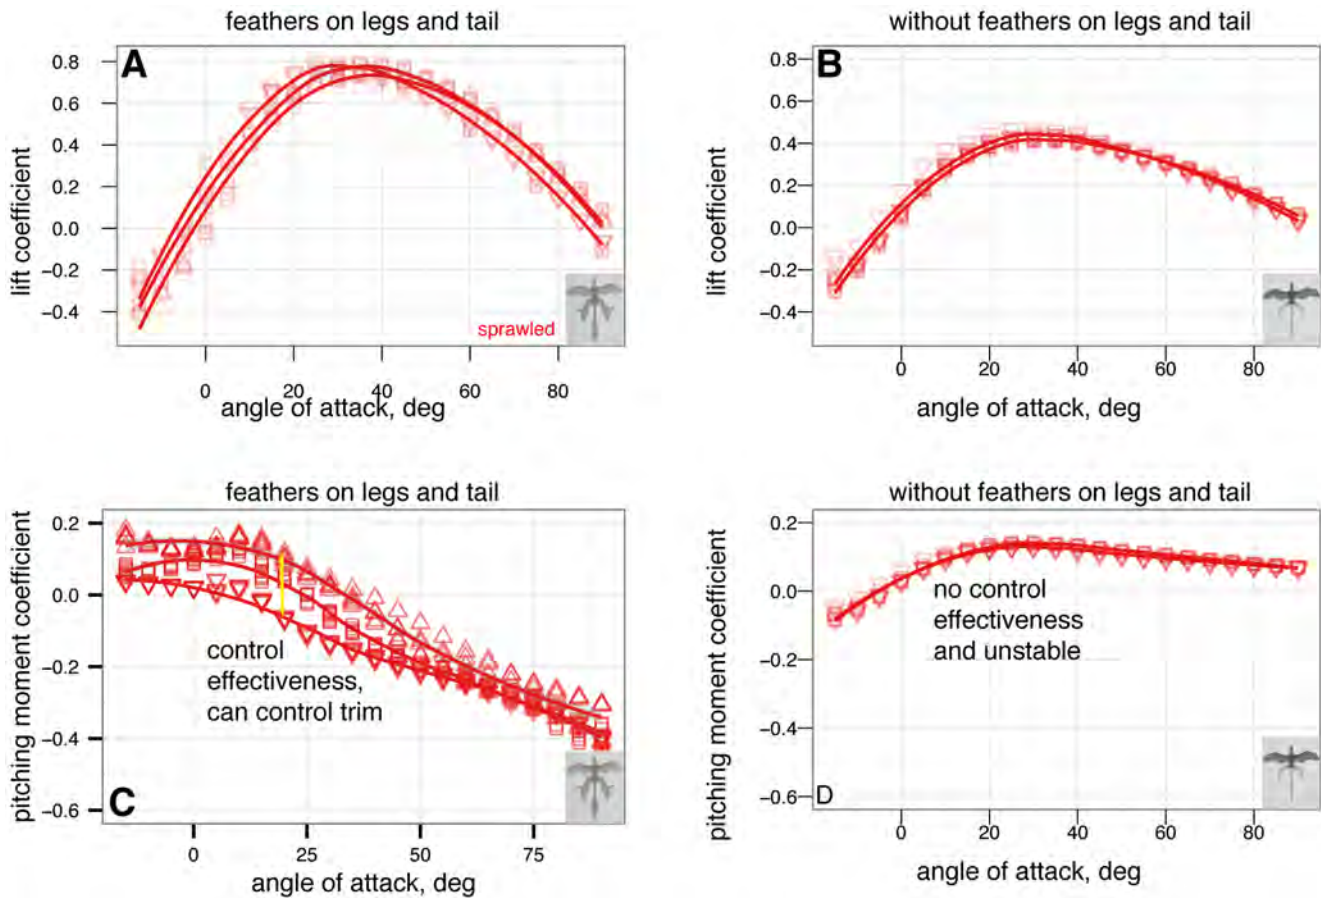 feathers on legs and tail
A
0.8
0.6
0.4
0.2
0.0
−0.2
−0.4
lift coefficient
sprawled
0
20
40
60
80
angle of attack, deg
without feathers on legs and tail
B
0.8
0.6
0.4
0.2
0.0
−0.2
−0.4
lift coefficient
0
20
40
60
80
angle of attack, deg
feathers on legs and tail
0.2
0.0
−0.2
−0.4
−0.6
pitching moment coefficient
control
effectiveness,
can control trim
C
0
25
50
75
angle of attack, deg
without feathers on legs and tail
0.2
0.0
−0.2
−0.4
−0.6
pitching moment coefficient
no control
effectiveness
and unstable
D
0
20
40
60
80
angle of attack, deg